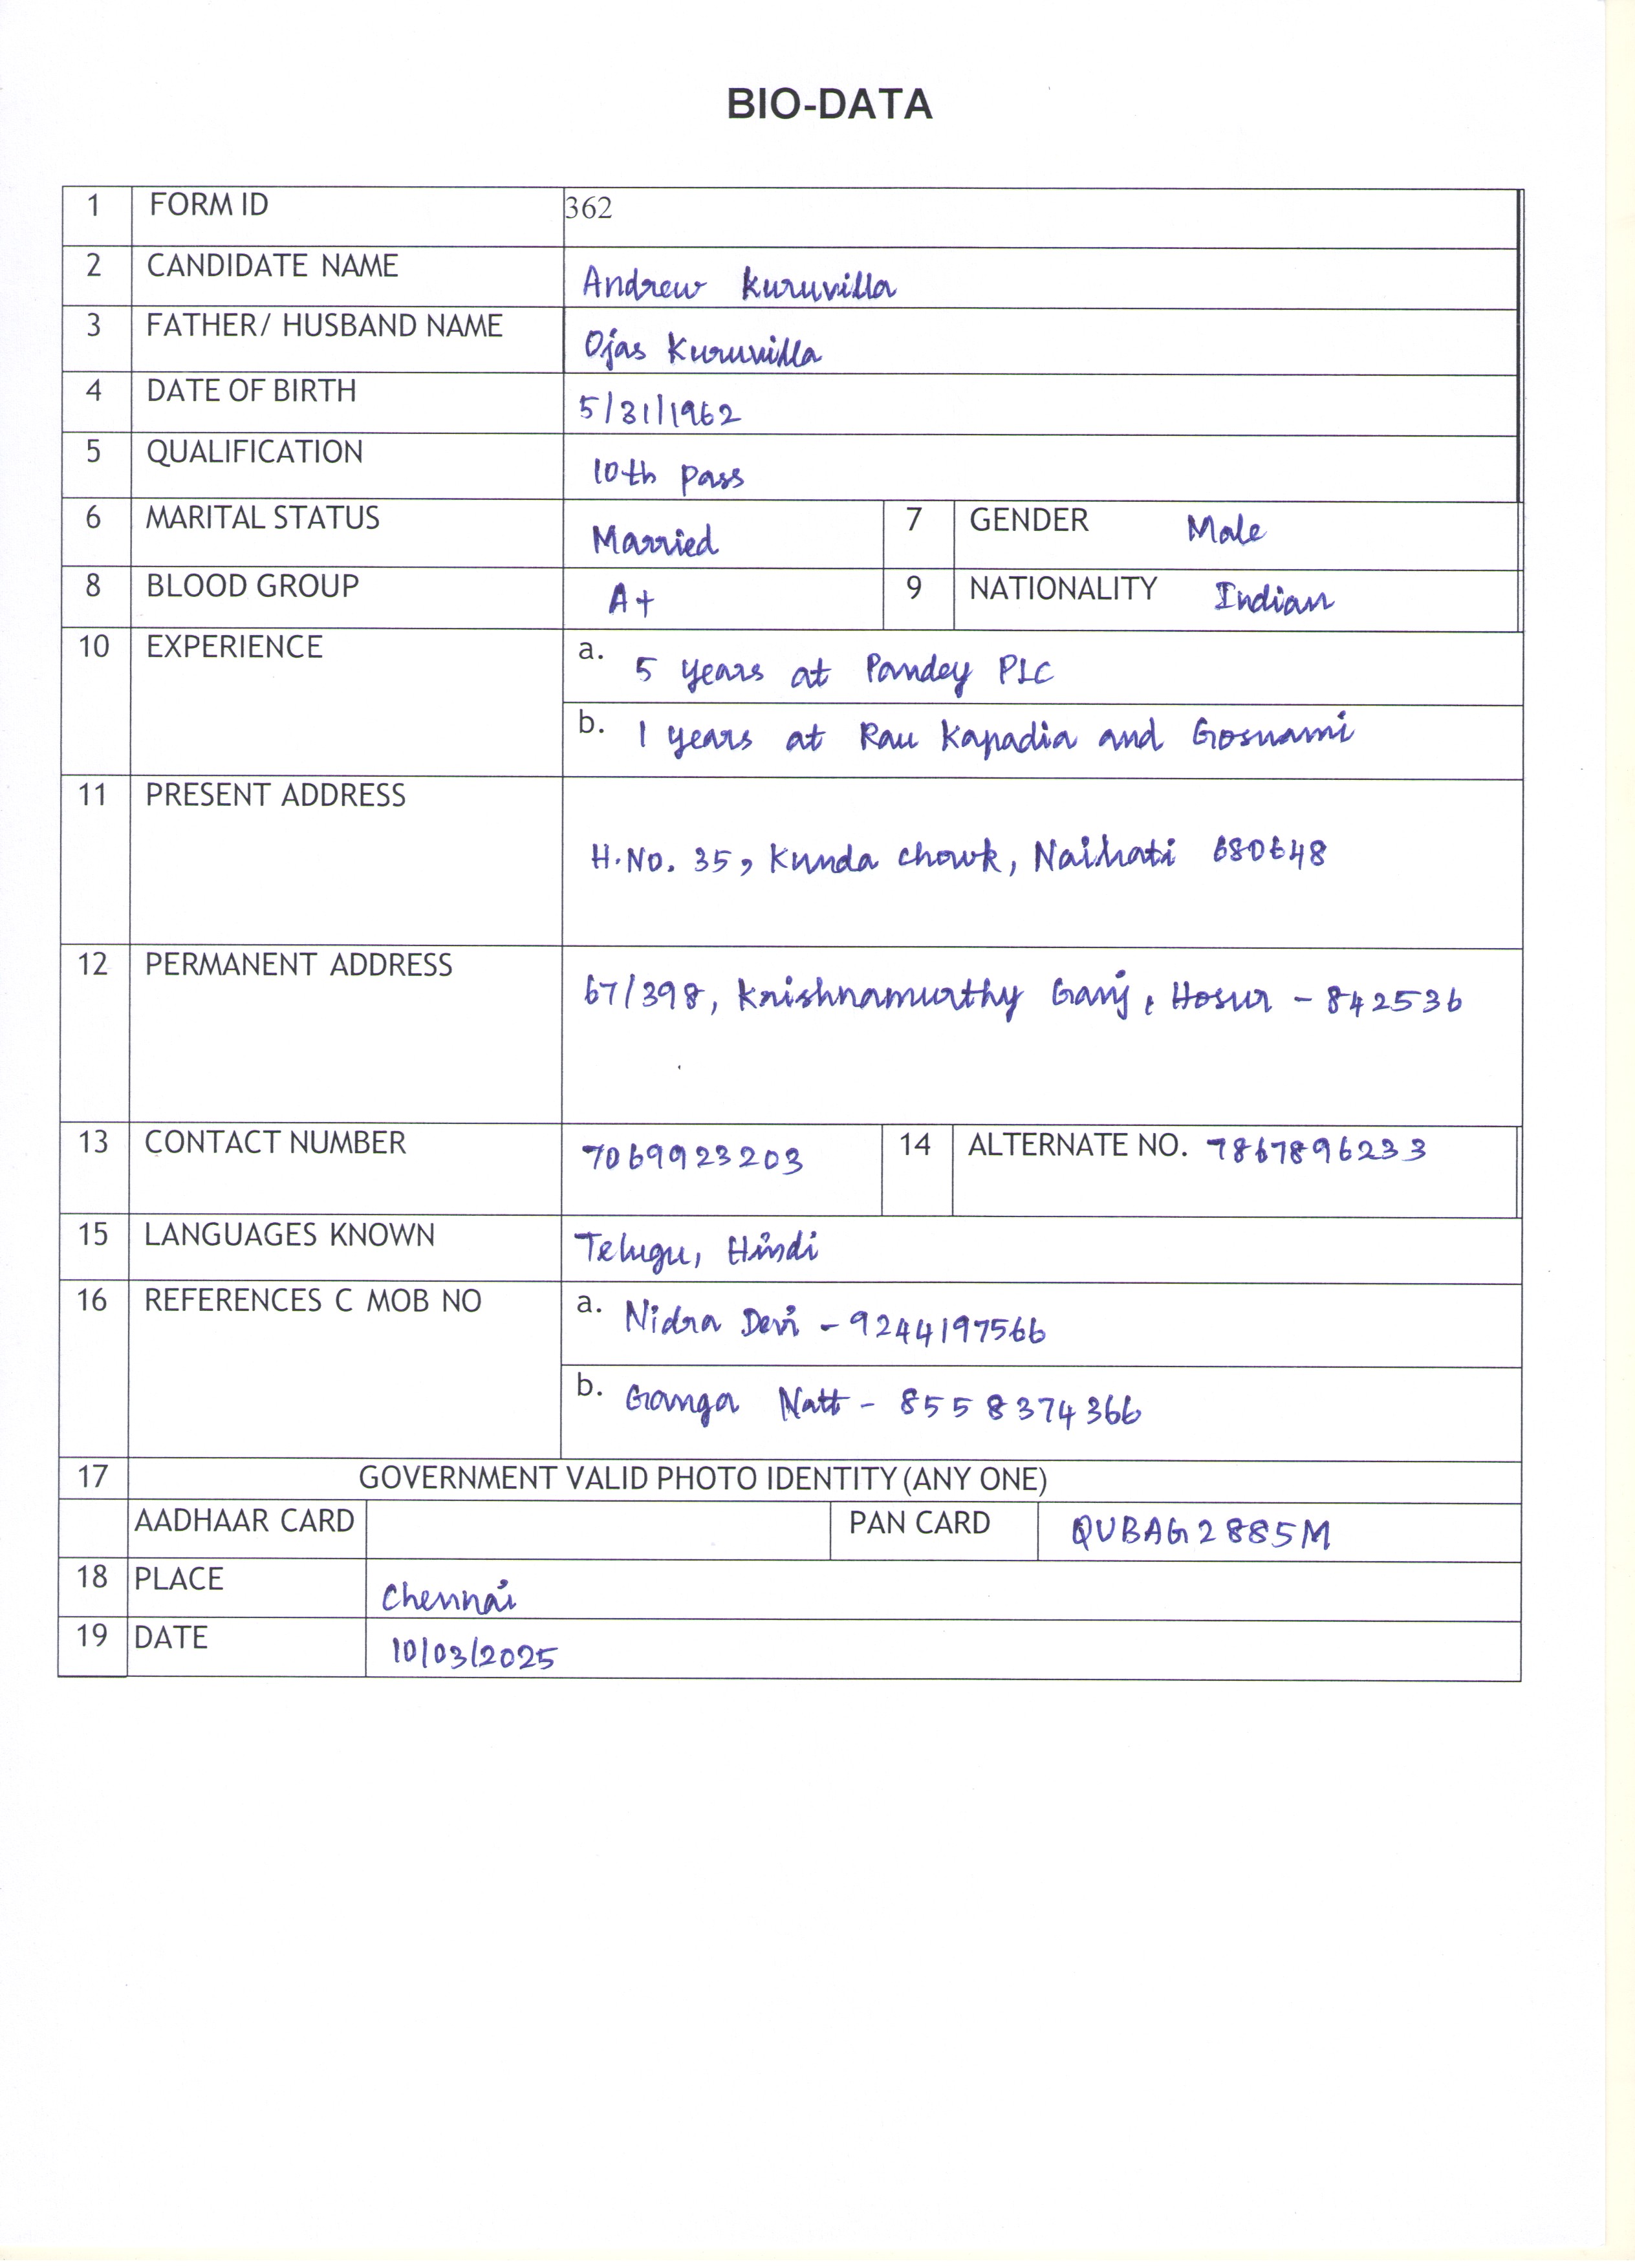 BIO-DATA
1 FORM ID 362
2 CANDIDATE NAME Andrew Kuruvilla
3 FATHER/ HUSBAND NAME Ojas Kuruvilla
4 DATE OF BIRTH 5/31/1962
5 QUALIFICATION 10th Pass
6 MARITAL STATUS Married 7 GENDER Male
8 BLOOD GROUP A+ 9 NATIONALITY Indian
10 EXPERIENCE a. 5 years at Pandey PLC
b. 1 years at Rau Kapadia and Goswami
11 PRESENT ADDRESS
H.No. 35, Kunda chowk, Naihati 680648
12 PERMANENT ADDRESS 67/398, Krishnamurthy Ganj, Hosur - 842536
13 CONTACT NUMBER 7069923203 14 ALTERNATE NO. 7867896233
15 LANGUAGES KNOWN Telugu, Hindi
16 REFERENCES C MOB NO a. Nidra Devi - 9244197566
b. Ganga Natt - 8558374366
17 GOVERNMENT VALID PHOTO IDENTITY (ANY ONE)
AADHAAR CARD PAN CARD QUBAG2885M
18 PLACE Chennai
19 DATE 10/03/2025